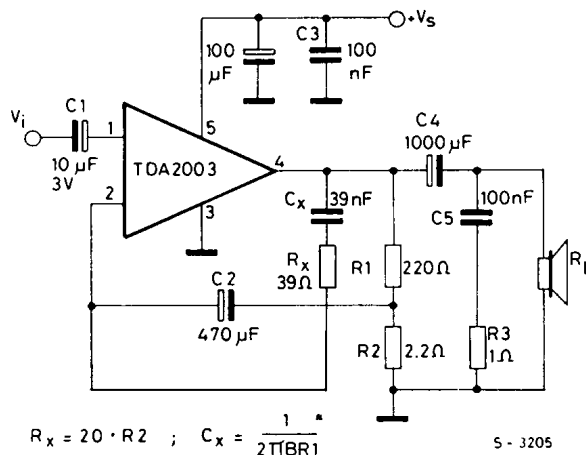 +Vs
C3
100
µF
100
nF
Vi
C1
10 µF
3V
1
2
TDA2003
5
4
3
C4
1000 µF
Cx
39nF
100nF
C5
Rx
39Ω
R1
220Ω
C2
470 µF
R2
2.2Ω
R3
1Ω
Rx = 20 · R2 ; Cx = 1 / 2πBR1 *
S - 3205